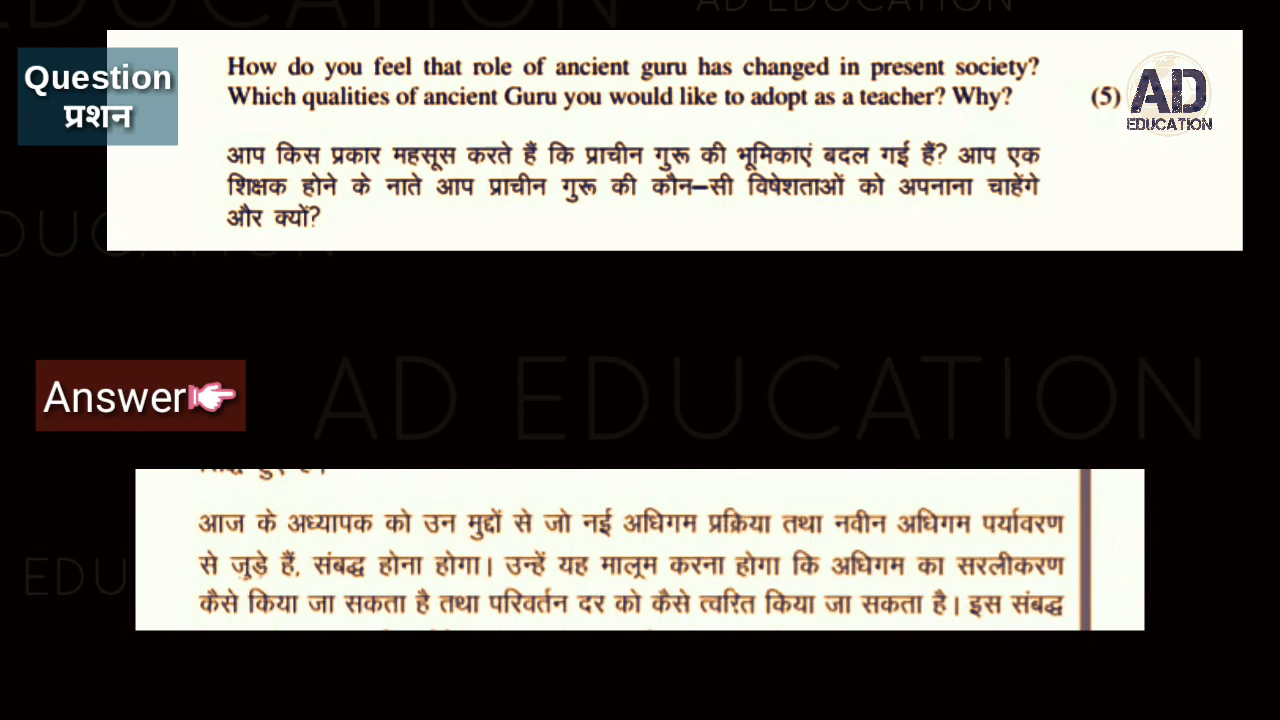 AD EDUCATION
Question
प्रशन
How do you feel that role of ancient guru has changed in present society?
Which qualities of ancient Guru you would like to adopt as a teacher? Why? (5)
AD
EDUCATION
आप किस प्रकार महसूस करते हैं कि प्राचीन गुरू की भूमिकाएं बदल गई हैं? आप एक
शिक्षक होने के नाते आप प्राचीन गुरू की कौन–सी विषेशताओं को अपनाना चाहेंगे
और क्यों?
Answer
AD EDUCATION
आज के अध्यापक को उन मुद्दों से जो नई अधिगम प्रक्रिया तथा नवीन अधिगम पर्यावरण
से जुड़े हैं, संबद्ध होना होगा। उन्हें यह मालूम करना होगा कि अधिगम का सरलीकरण
कैसे किया जा सकता है तथा परिवर्तन दर को कैसे त्वरित किया जा सकता है। इस संबद्ध